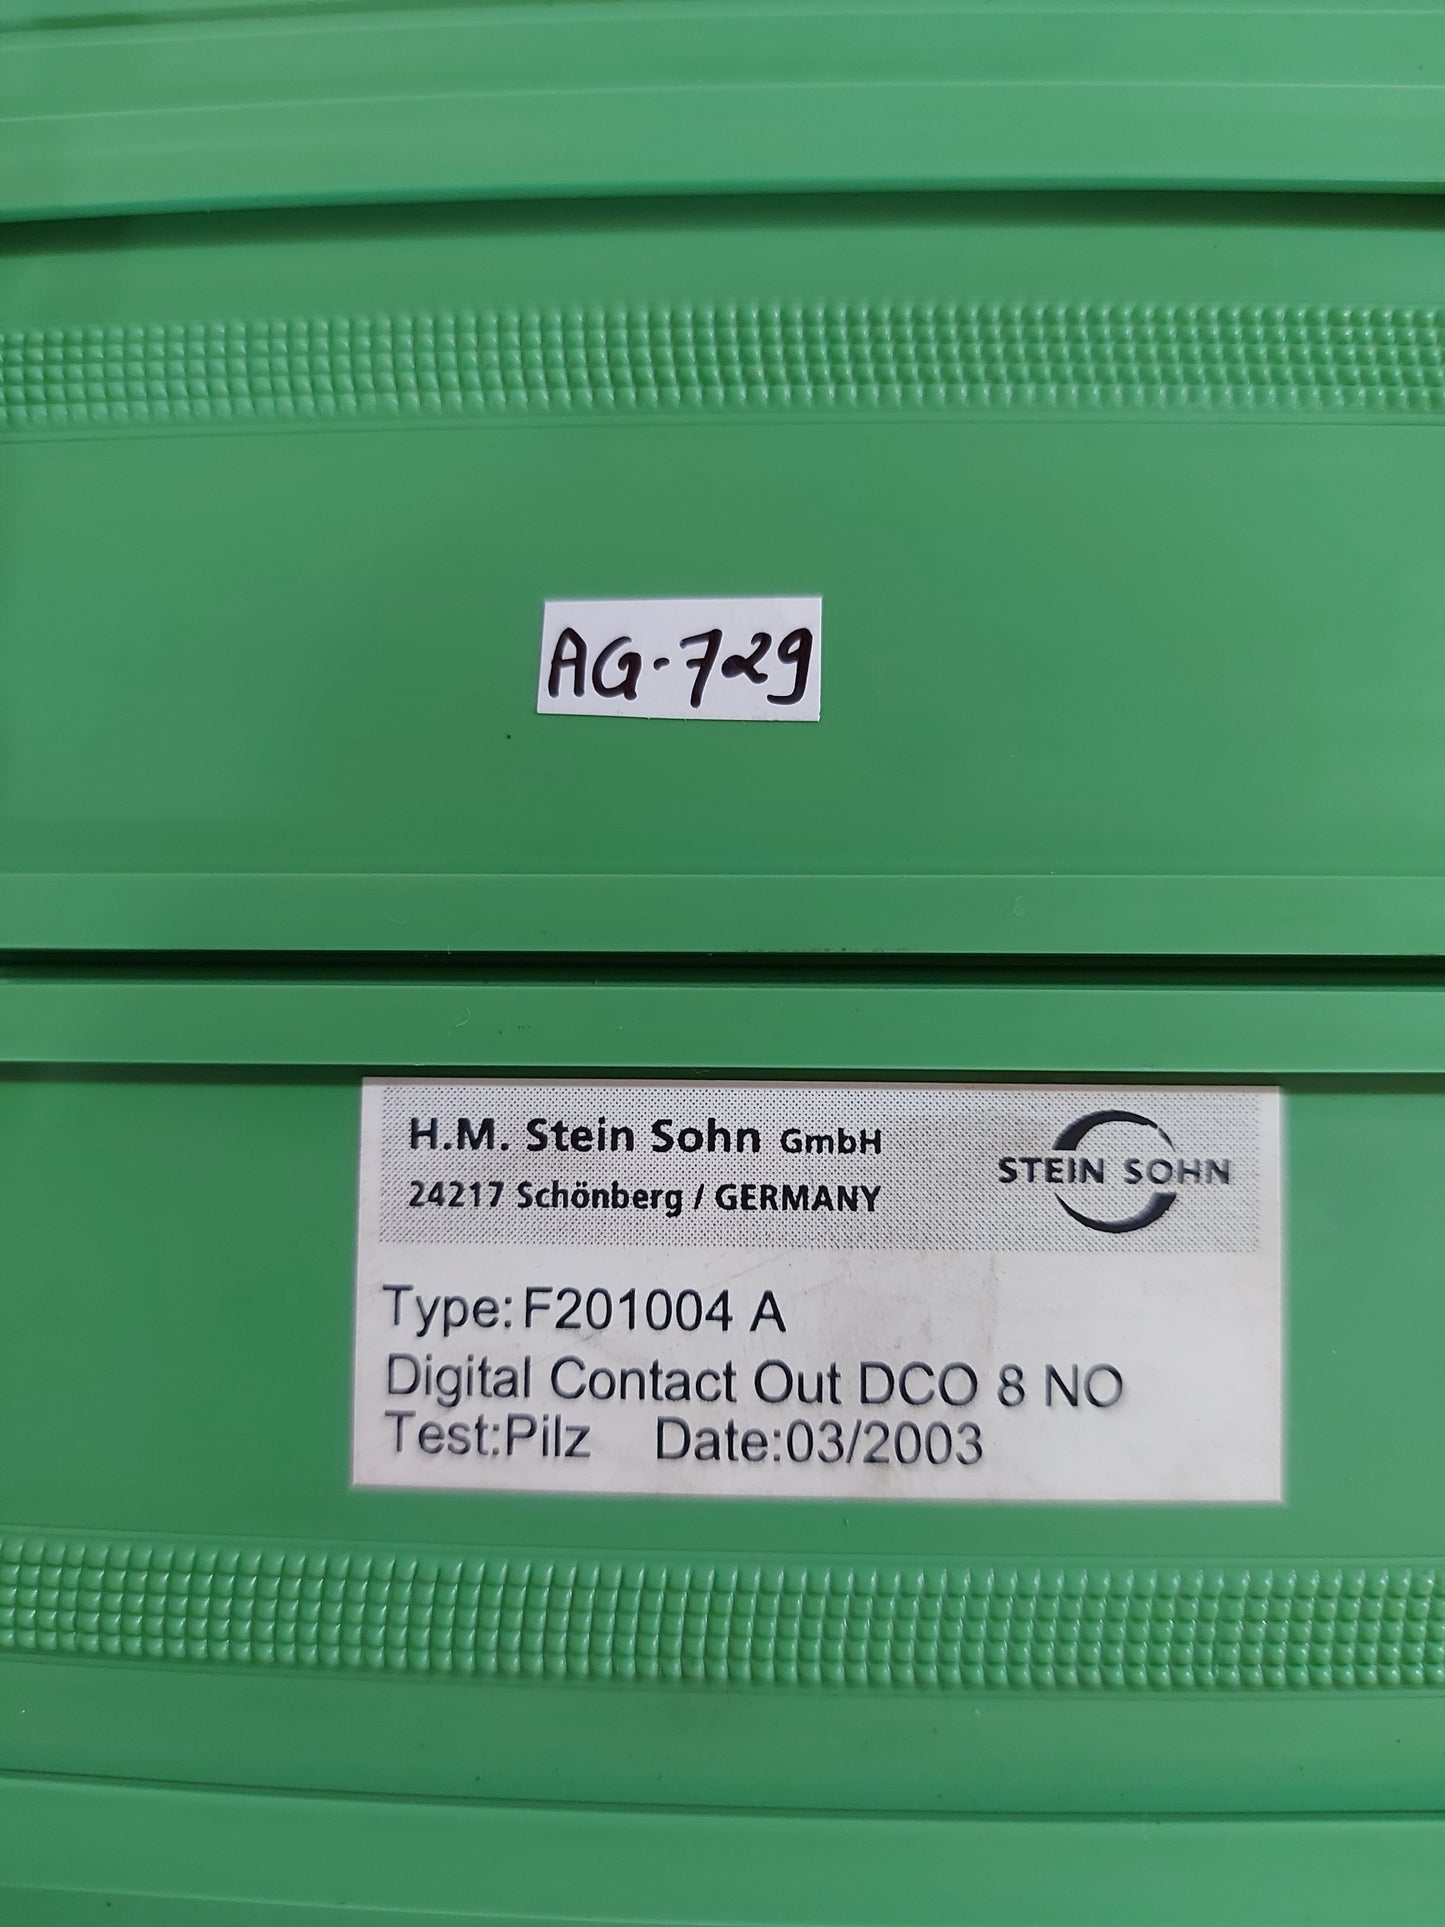 AG-729
H.M. Stein Sohn GmbH
24217 Schönberg / GERMANY
STEIN SOHN
Type:F201004 A
Digital Contact Out DCO 8 NO
Test:Pilz Date:03/2003